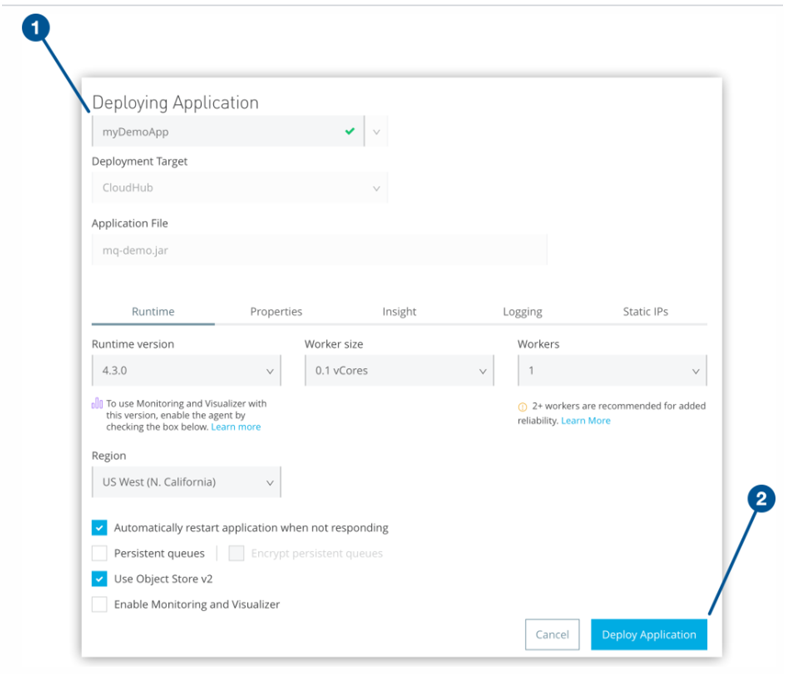 1
Deploying Application
myDemoApp
Deployment Target
CloudHub
Application File
mq-demo.jar
Runtime Properties Insight Logging Static IPs
Runtime version Worker size Workers
4.3.0 0.1 vCores 1
To use Monitoring and Visualizer with
this version, enable the agent by
checking the box below. Learn more
2+ workers are recommended for added
reliability. Learn More
Region
US West (N. California)
2
Automatically restart application when not responding
Persistent queues Encrypt persistent queues
Use Object Store v2
Enable Monitoring and Visualizer
Cancel Deploy Application